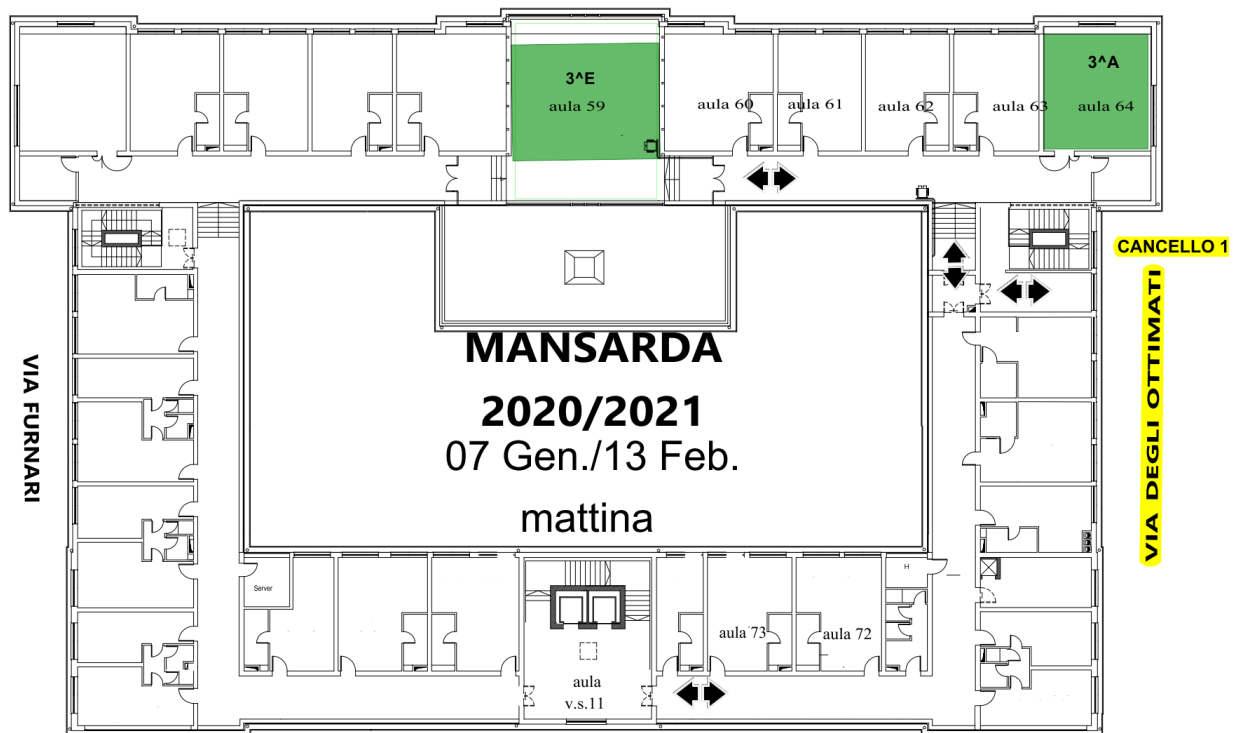 3^E
aula 59
aula 60
aula 61
aula 62
aula 63
3^A
aula 64
CANCELLO 1
VIA DEGLI OTTIMATI
VIA FURNARI
MANSARDA
2020/2021
07 Gen./13 Feb.
mattina
Server
H
aula 73
aula 72
aula
v.s.11